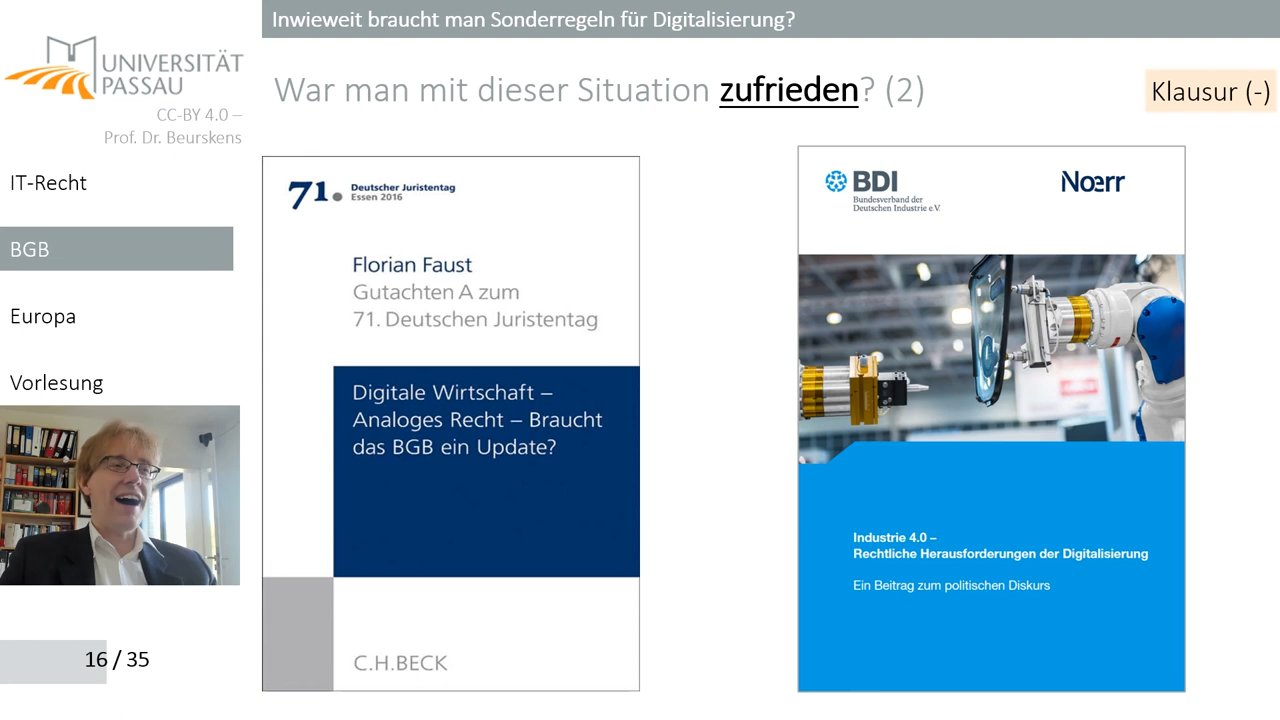 Inwieweit braucht man Sonderregeln für Digitalisierung?
UNIVERSITÄT
PASSAU
CC-BY 4.0 –
Prof. Dr. Beurskens
War man mit dieser Situation zufrieden? (2)
Klausur (-)
IT-Recht
BGB
Europa
Vorlesung
16 / 35
71. Deutscher Juristentag
Essen 2016
Florian Faust
Gutachten A zum
71. Deutschen Juristentag
Digitale Wirtschaft –
Analoges Recht – Braucht
das BGB ein Update?
C.H.BECK
BDI
Bundesverband der
Deutschen Industrie e.V.
Noerr
Industrie 4.0 –
Rechtliche Herausforderungen der Digitalisierung
Ein Beitrag zum politischen Diskurs